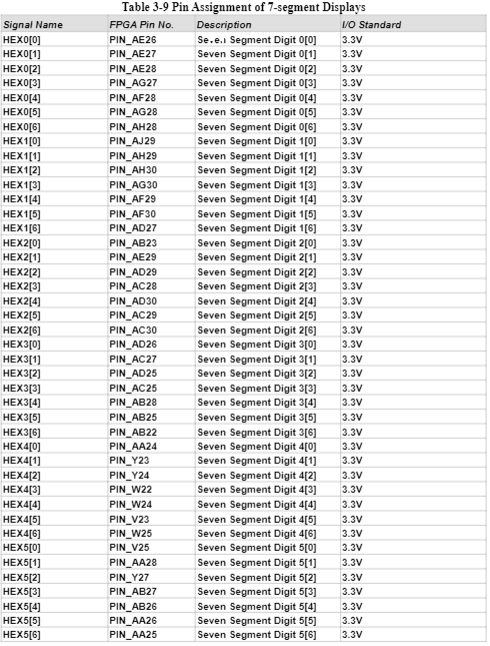 Table 3-9 Pin Assignment of 7-segment Displays
Signal Name FPGA Pin No. Description I/O Standard
HEX0[0] PIN_AE26 Segment Digit 0[0] 3.3V
HEX0[1] PIN_AE27 Seven Segment Digit 0[1] 3.3V
HEX0[2] PIN_AE28 Seven Segment Digit 0[2] 3.3V
HEX0[3] PIN_AG27 Seven Segment Digit 0[3] 3.3V
HEX0[4] PIN_AF28 Seven Segment Digit 0[4] 3.3V
HEX0[5] PIN_AG28 Seven Segment Digit 0[5] 3.3V
HEX0[6] PIN_AH28 Seven Segment Digit 0[6] 3.3V
HEX1[0] PIN_AJ29 Seven Segment Digit 1[0] 3.3V
HEX1[1] PIN_AH29 Seven Segment Digit 1[1] 3.3V
HEX1[2] PIN_AH30 Seven Segment Digit 1[2] 3.3V
HEX1[3] PIN_AG30 Seven Segment Digit 1[3] 3.3V
HEX1[4] PIN_AF29 Seven Segment Digit 1[4] 3.3V
HEX1[5] PIN_AF30 Seven Segment Digit 1[5] 3.3V
HEX1[6] PIN_AD27 Seven Segment Digit 1[6] 3.3V
HEX2[0] PIN_AB23 Seven Segment Digit 2[0] 3.3V
HEX2[1] PIN_AE29 Seven Segment Digit 2[1] 3.3V
HEX2[2] PIN_AD29 Seven Segment Digit 2[2] 3.3V
HEX2[3] PIN_AC28 Seven Segment Digit 2[3] 3.3V
HEX2[4] PIN_AD30 Seven Segment Digit 2[4] 3.3V
HEX2[5] PIN_AC29 Seven Segment Digit 2[5] 3.3V
HEX2[6] PIN_AC30 Seven Segment Digit 2[6] 3.3V
HEX3[0] PIN_AD26 Seven Segment Digit 3[0] 3.3V
HEX3[1] PIN_AC27 Seven Segment Digit 3[1] 3.3V
HEX3[2] PIN_AD25 Seven Segment Digit 3[2] 3.3V
HEX3[3] PIN_AC25 Seven Segment Digit 3[3] 3.3V
HEX3[4] PIN_AB28 Seven Segment Digit 3[4] 3.3V
HEX3[5] PIN_AB25 Seven Segment Digit 3[5] 3.3V
HEX3[6] PIN_AB22 Seven Segment Digit 3[6] 3.3V
HEX4[0] PIN_AA24 Seven Segment Digit 4[0] 3.3V
HEX4[1] PIN_Y23 Seven Segment Digit 4[1] 3.3V
HEX4[2] PIN_Y24 Seven Segment Digit 4[2] 3.3V
HEX4[3] PIN_W22 Seven Segment Digit 4[3] 3.3V
HEX4[4] PIN_W24 Seven Segment Digit 4[4] 3.3V
HEX4[5] PIN_V23 Seven Segment Digit 4[5] 3.3V
HEX4[6] PIN_W25 Seven Segment Digit 4[6] 3.3V
HEX5[0] PIN_V25 Seven Segment Digit 5[0] 3.3V
HEX5[1] PIN_AA28 Seven Segment Digit 5[1] 3.3V
HEX5[2] PIN_Y27 Seven Segment Digit 5[2] 3.3V
HEX5[3] PIN_AB27 Seven Segment Digit 5[3] 3.3V
HEX5[4] PIN_AB26 Seven Segment Digit 5[4] 3.3V
HEX5[5] PIN_AA26 Seven Segment Digit 5[5] 3.3V
HEX5[6] PIN_AA25 Seven Segment Digit 5[6] 3.3V